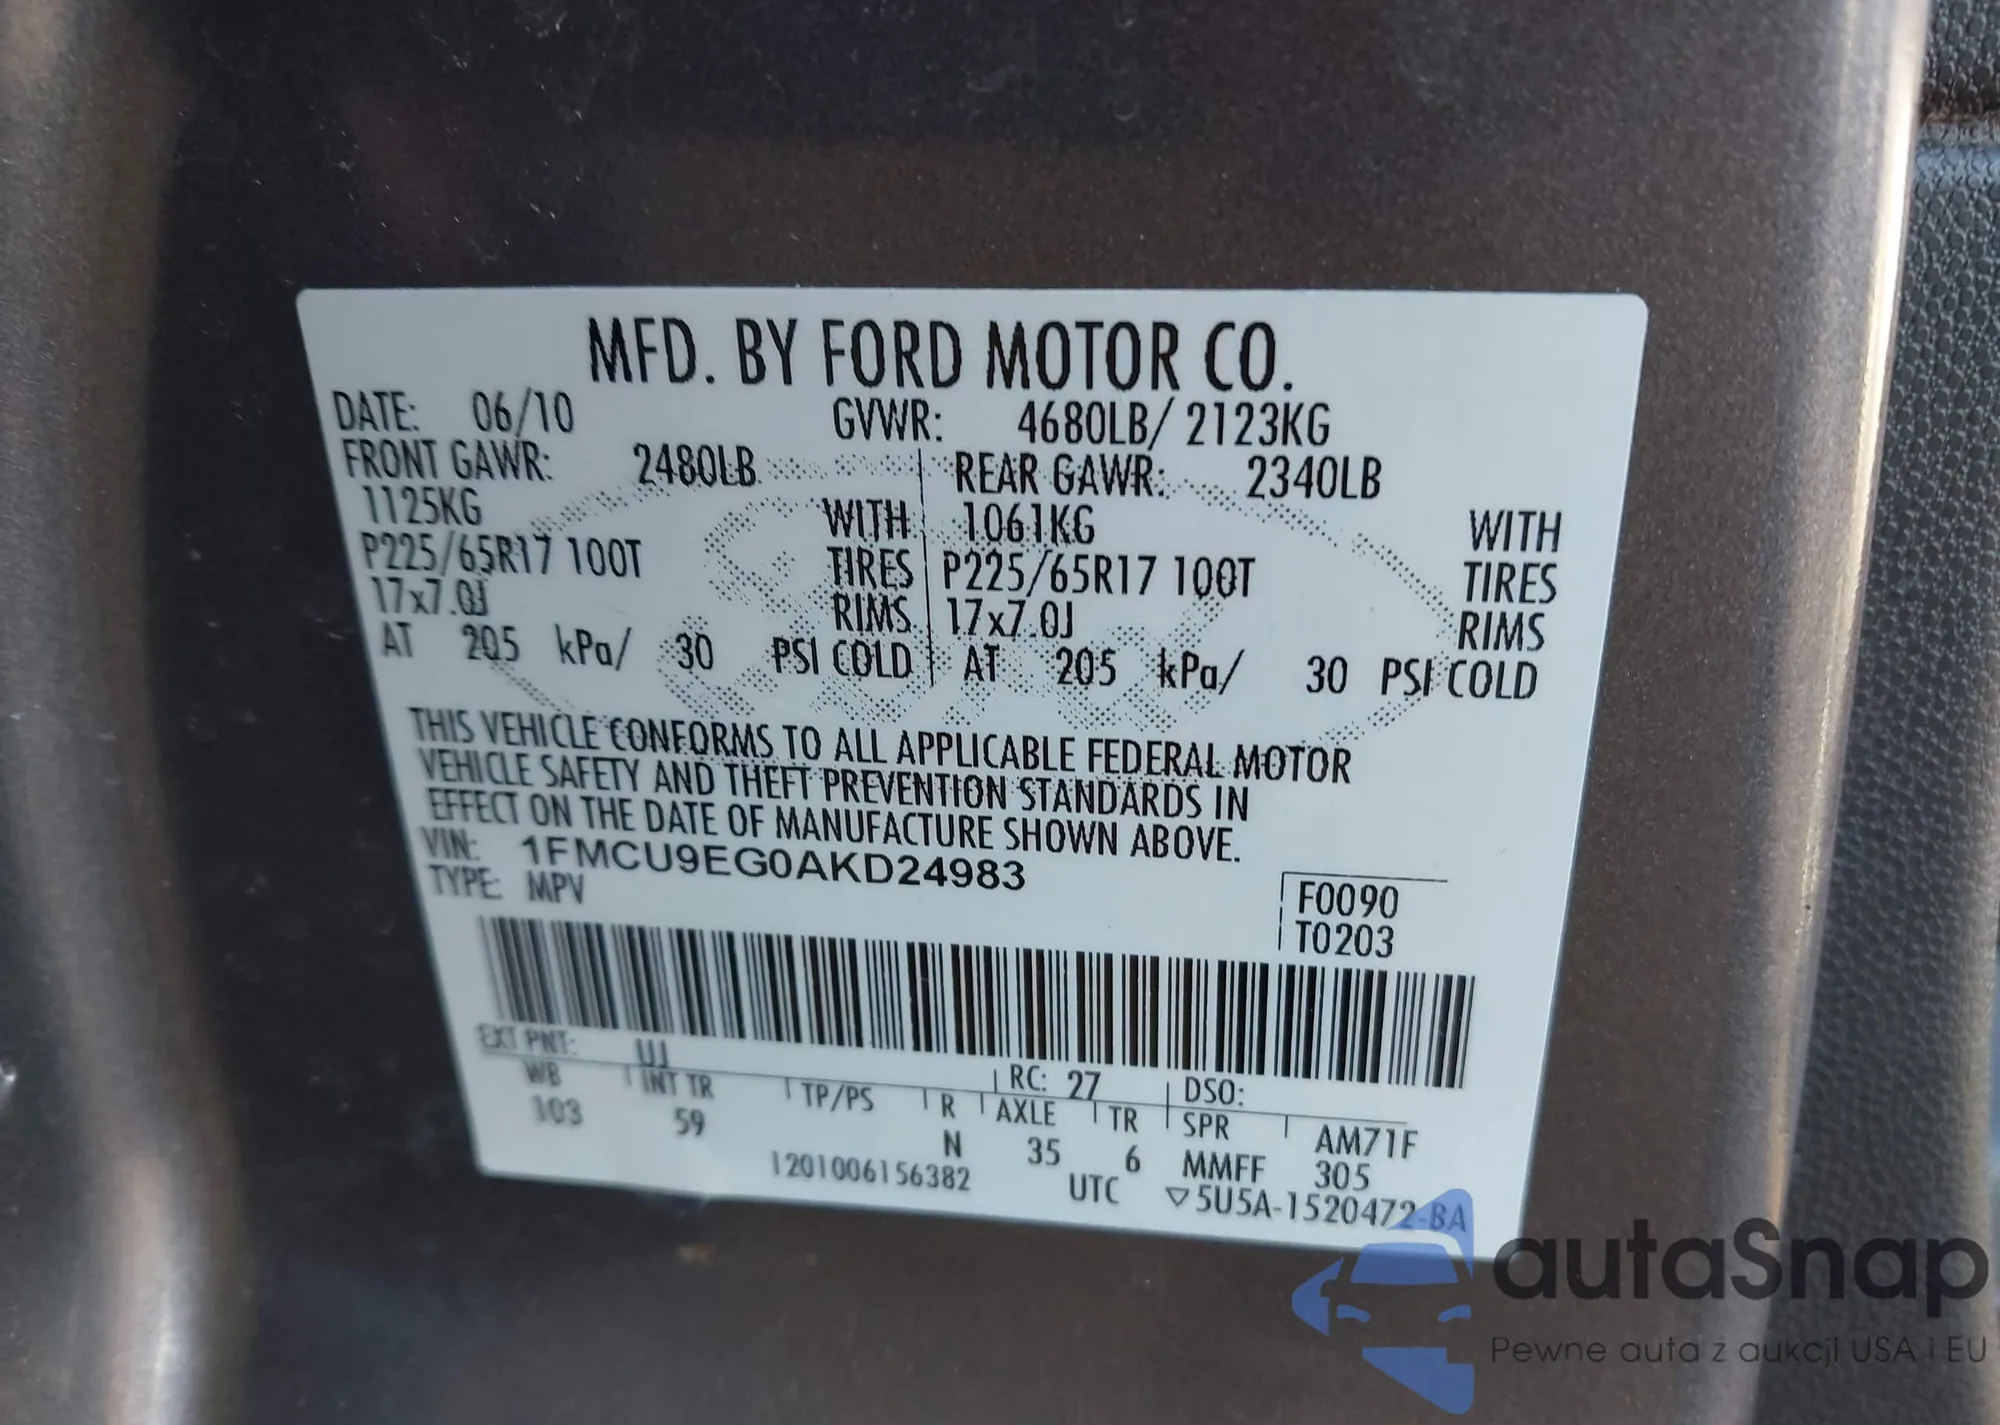 MFD. BY FORD MOTOR CO.
DATE: 06/10 GVWR: 4680LB/ 2123KG
FRONT GAWR: 2480LB REAR GAWR: 2340LB
1125KG WITH 1061KG WITH
P225/65R17 100T TIRES P225/65R17 100T TIRES
17x7.0J RIMS 17x7.0J RIMS
AT 205 kPa/ 30 PSI COLD AT 205 kPa/ 30 PSI COLD
THIS VEHICLE CONFORMS TO ALL APPLICABLE FEDERAL MOTOR
VEHICLE SAFETY AND THEFT PREVENTION STANDARDS IN
EFFECT ON THE DATE OF MANUFACTURE SHOWN ABOVE.
VIN: 1FMCU9EG0AKD24983
TYPE: MPV
F0090
T0203
EXT PNT: UJ RC: 27 DSO:
WB INT TR TP/PS R AXLE TR SPR AM71F
103 59 N 35 6 MMFF 305
1201006156382 UTC ▽5U5A-1520472-BA
autaSnap
Pewne auta z aukcji USA i EU